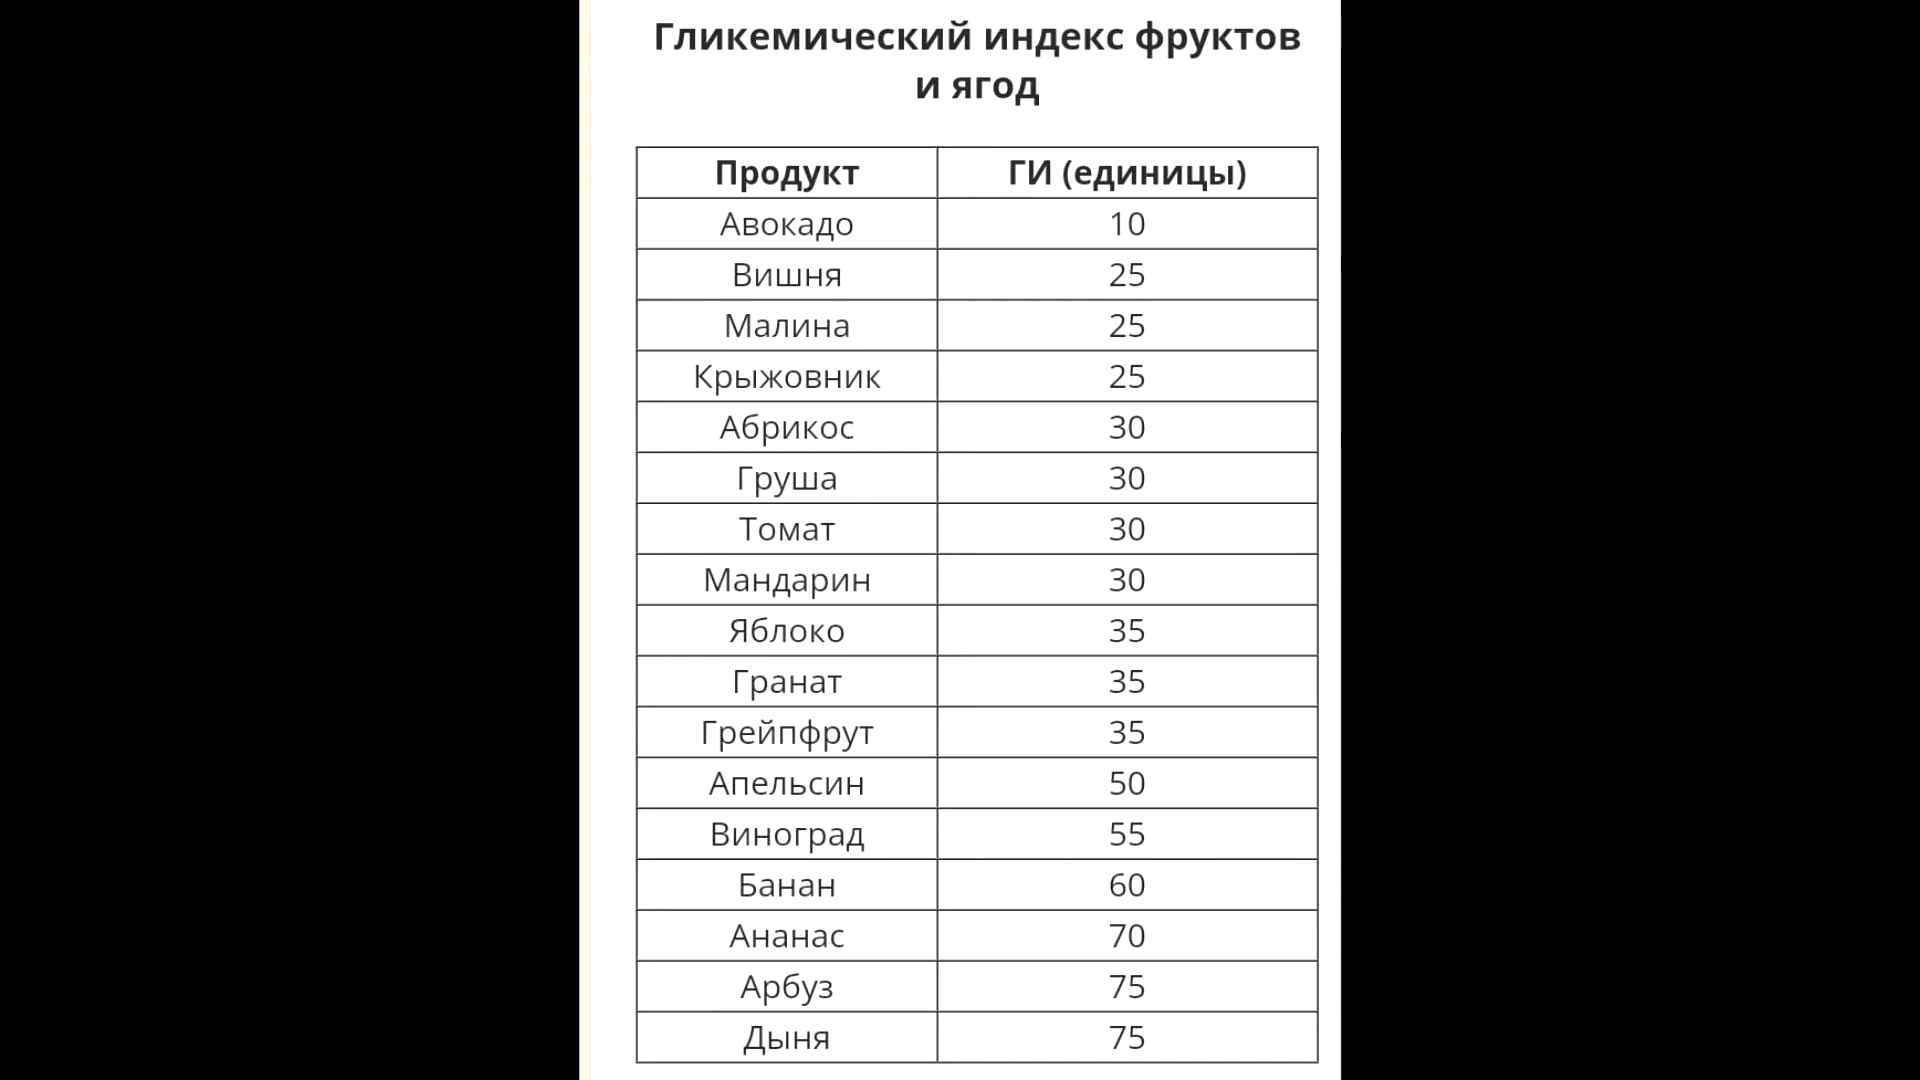 Гликемический индекс фруктов
и ягод
Продукт ГИ (единицы)
Авокадо 10
Вишня 25
Малина 25
Крыжовник 25
Абрикос 30
Груша 30
Томат 30
Мандарин 30
Яблоко 35
Гранат 35
Грейпфрут 35
Апельсин 50
Виноград 55
Банан 60
Ананас 70
Арбуз 75
Дыня 75